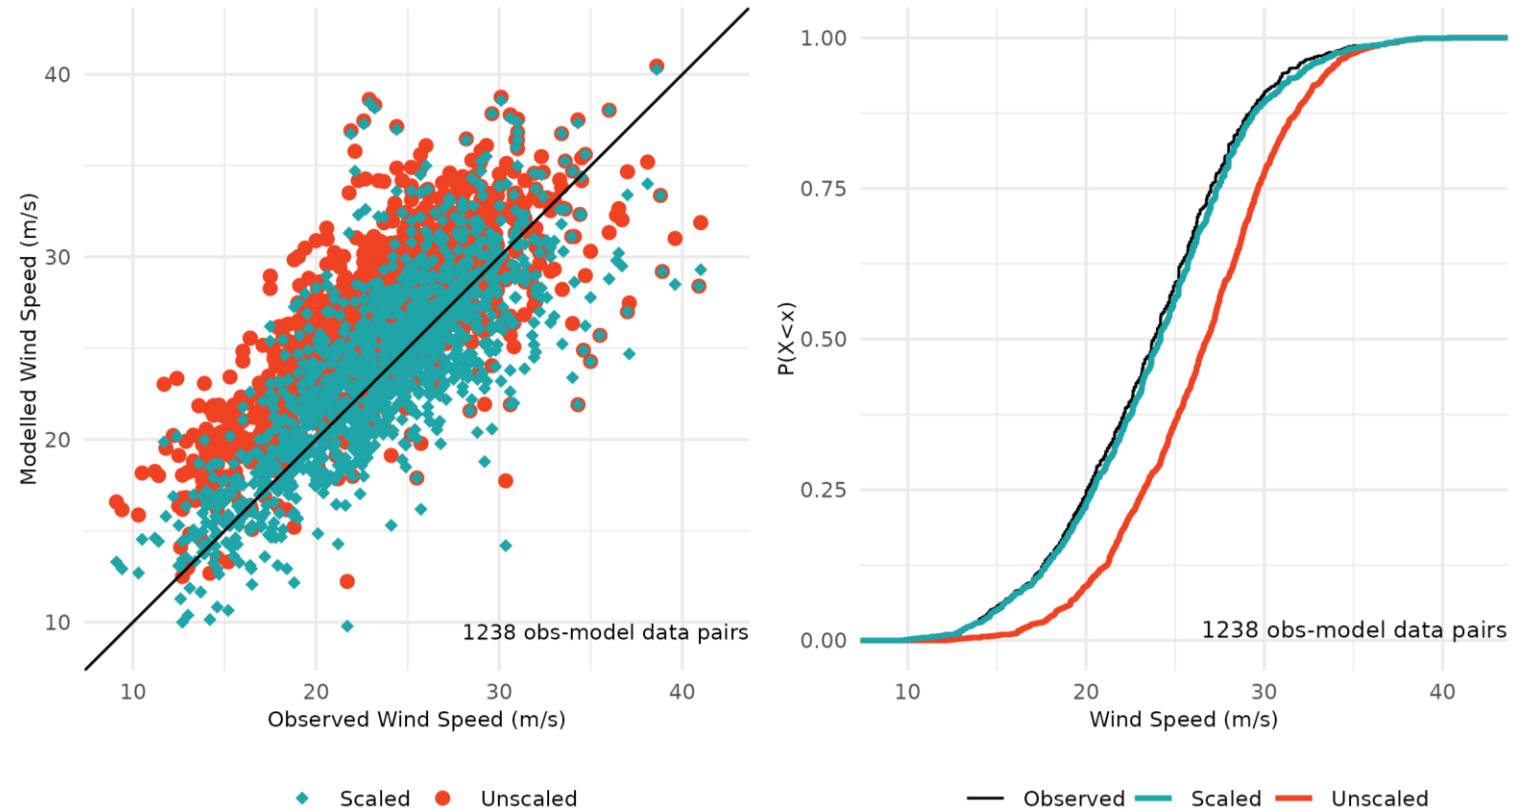 40
30
20
10
Modelled Wind Speed (m/s)
1238 obs-model data pairs
10 20 30 40
Observed Wind Speed (m/s)
Scaled Unscaled
1.00
0.75
0.50
0.25
0.00
P(X<x)
1238 obs-model data pairs
10 20 30 40
Wind Speed (m/s)
Observed Scaled Unscaled